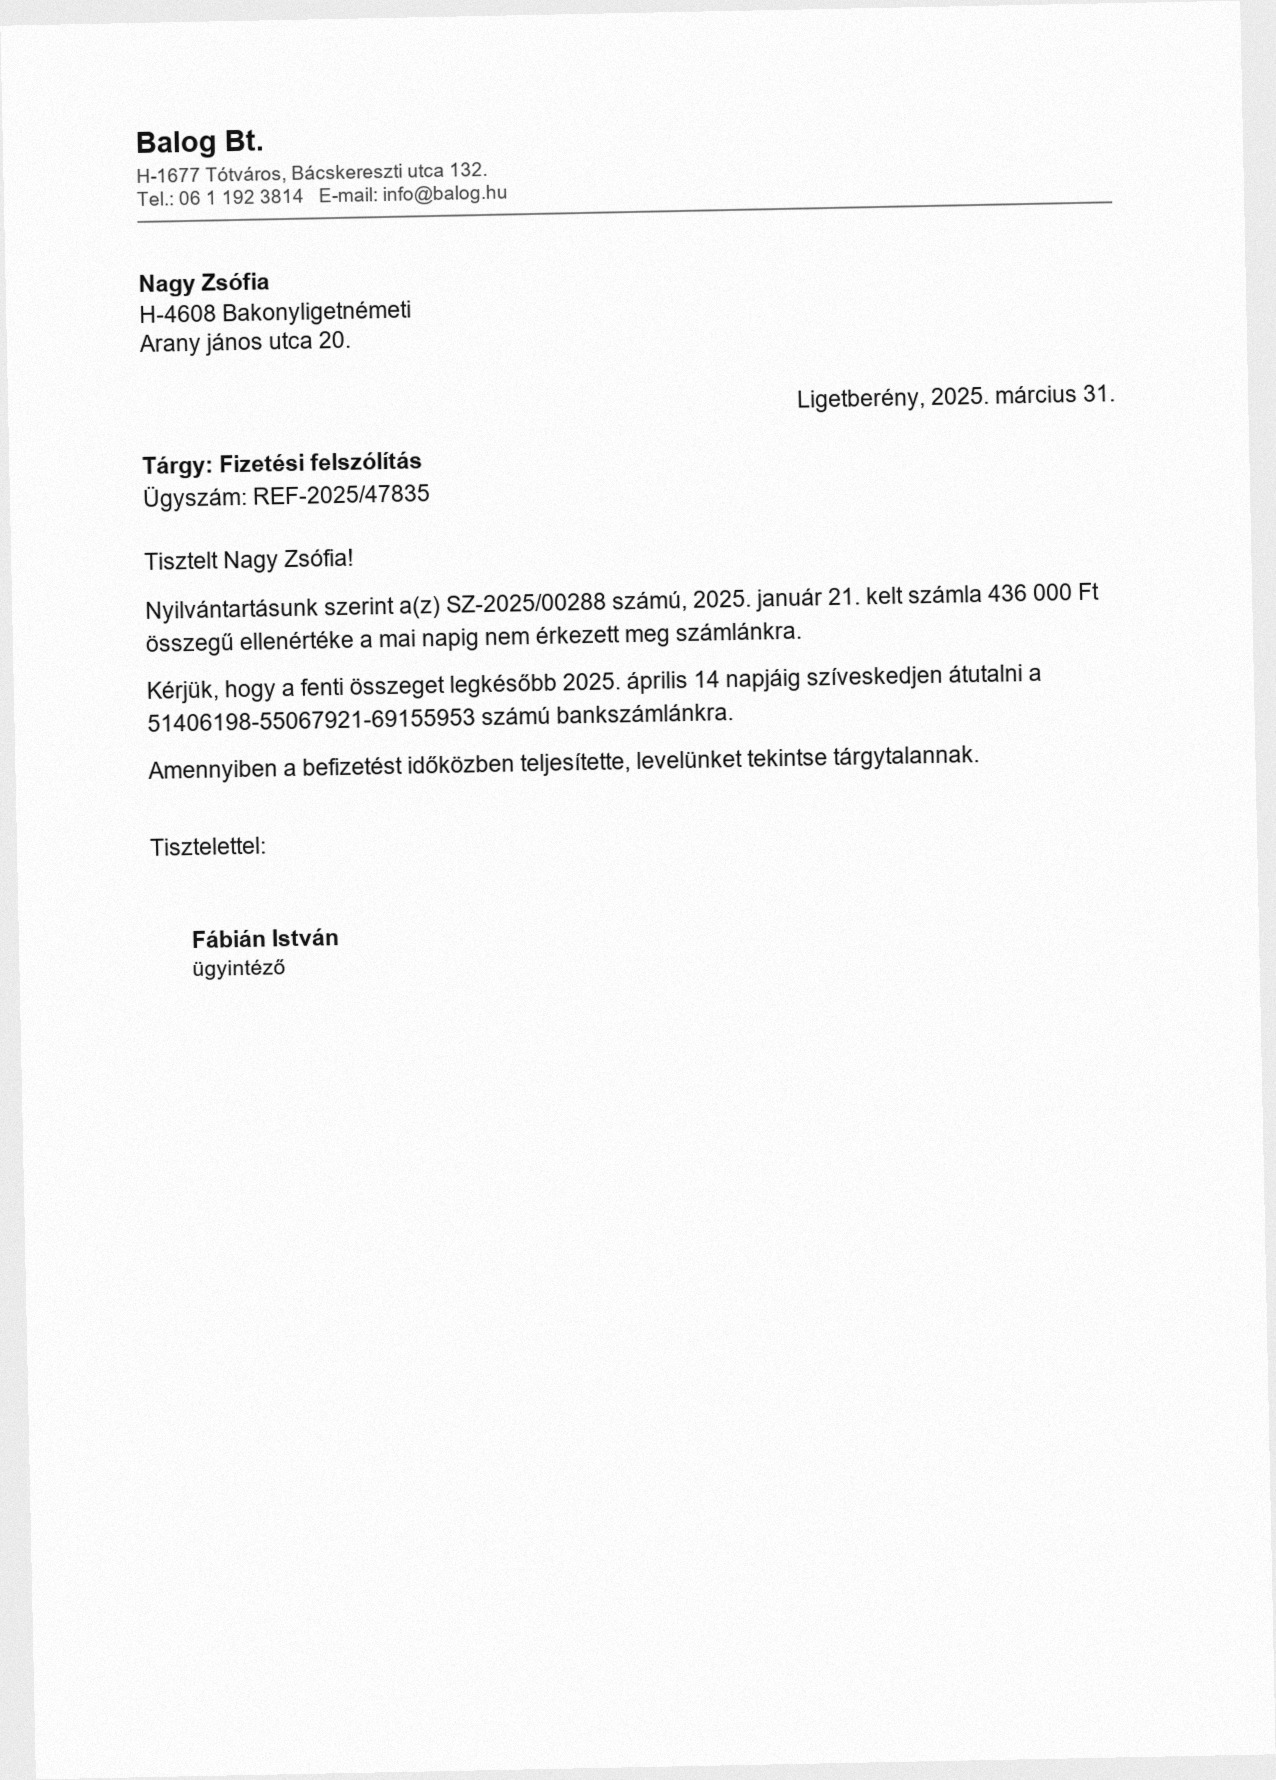 Balog Bt.
H-1677 Tótváros, Bácskereszti utca 132.
Tel.: 06 1 192 3814 E-mail: info@balog.hu
Nagy Zsófia
H-4608 Bakonyligetnémeti
Arany jános utca 20.
Ligetberény, 2025. március 31.
Tárgy: Fizetési felszólítás
Ügyszám: REF-2025/47835
Tisztelt Nagy Zsófia!
Nyilvántartásunk szerint a(z) SZ-2025/00288 számú, 2025. január 21. kelt számla 436 000 Ft
összegű ellenértéke a mai napig nem érkezett meg számlánkra.
Kérjük, hogy a fenti összeget legkésőbb 2025. április 14 napjáig szíveskedjen átutalni a
51406198-55067921-69155953 számú bankszámlánkra.
Amennyiben a befizetést időközben teljesítette, levelünket tekintse tárgytalannak.
Tisztelettel:
Fábián István
ügyintéző